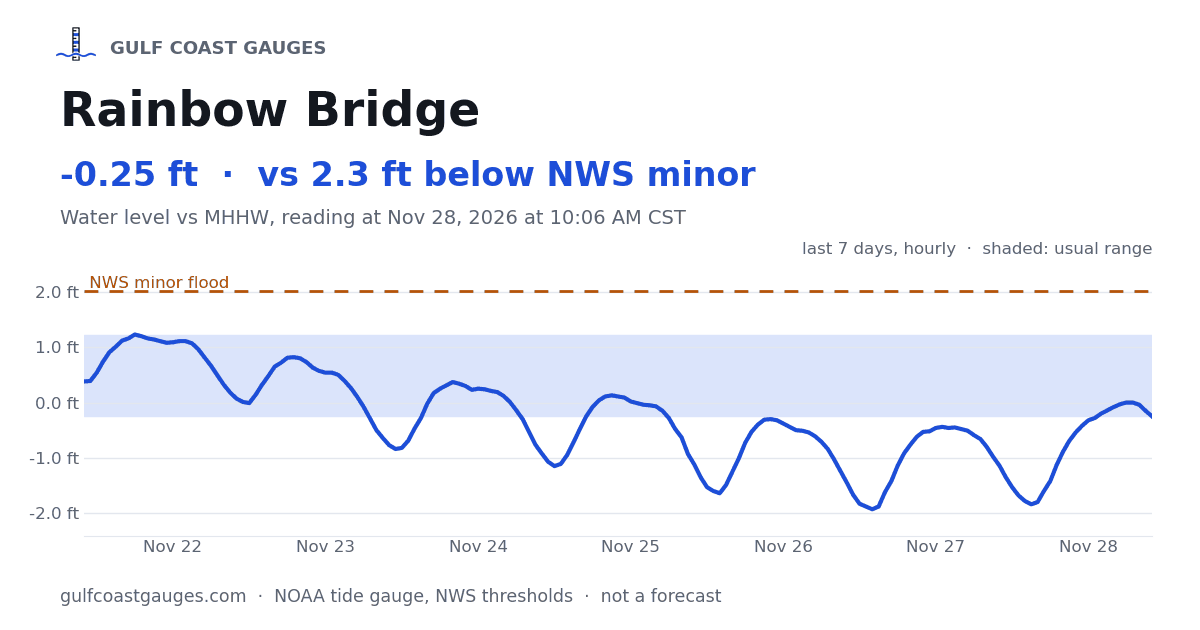 GULF COAST GAUGES
Rainbow Bridge
-0.25 ft · vs 2.3 ft below NWS minor
Water level vs MHHW, reading at Nov 28, 2026 at 10:06 AM CST
last 7 days, hourly · shaded: usual range
NWS minor flood
2.0 ft
1.0 ft
0.0 ft
-1.0 ft
-2.0 ft
Nov 22 Nov 23 Nov 24 Nov 25 Nov 26 Nov 27 Nov 28
gulfcoastgauges.com · NOAA tide gauge, NWS thresholds · not a forecast